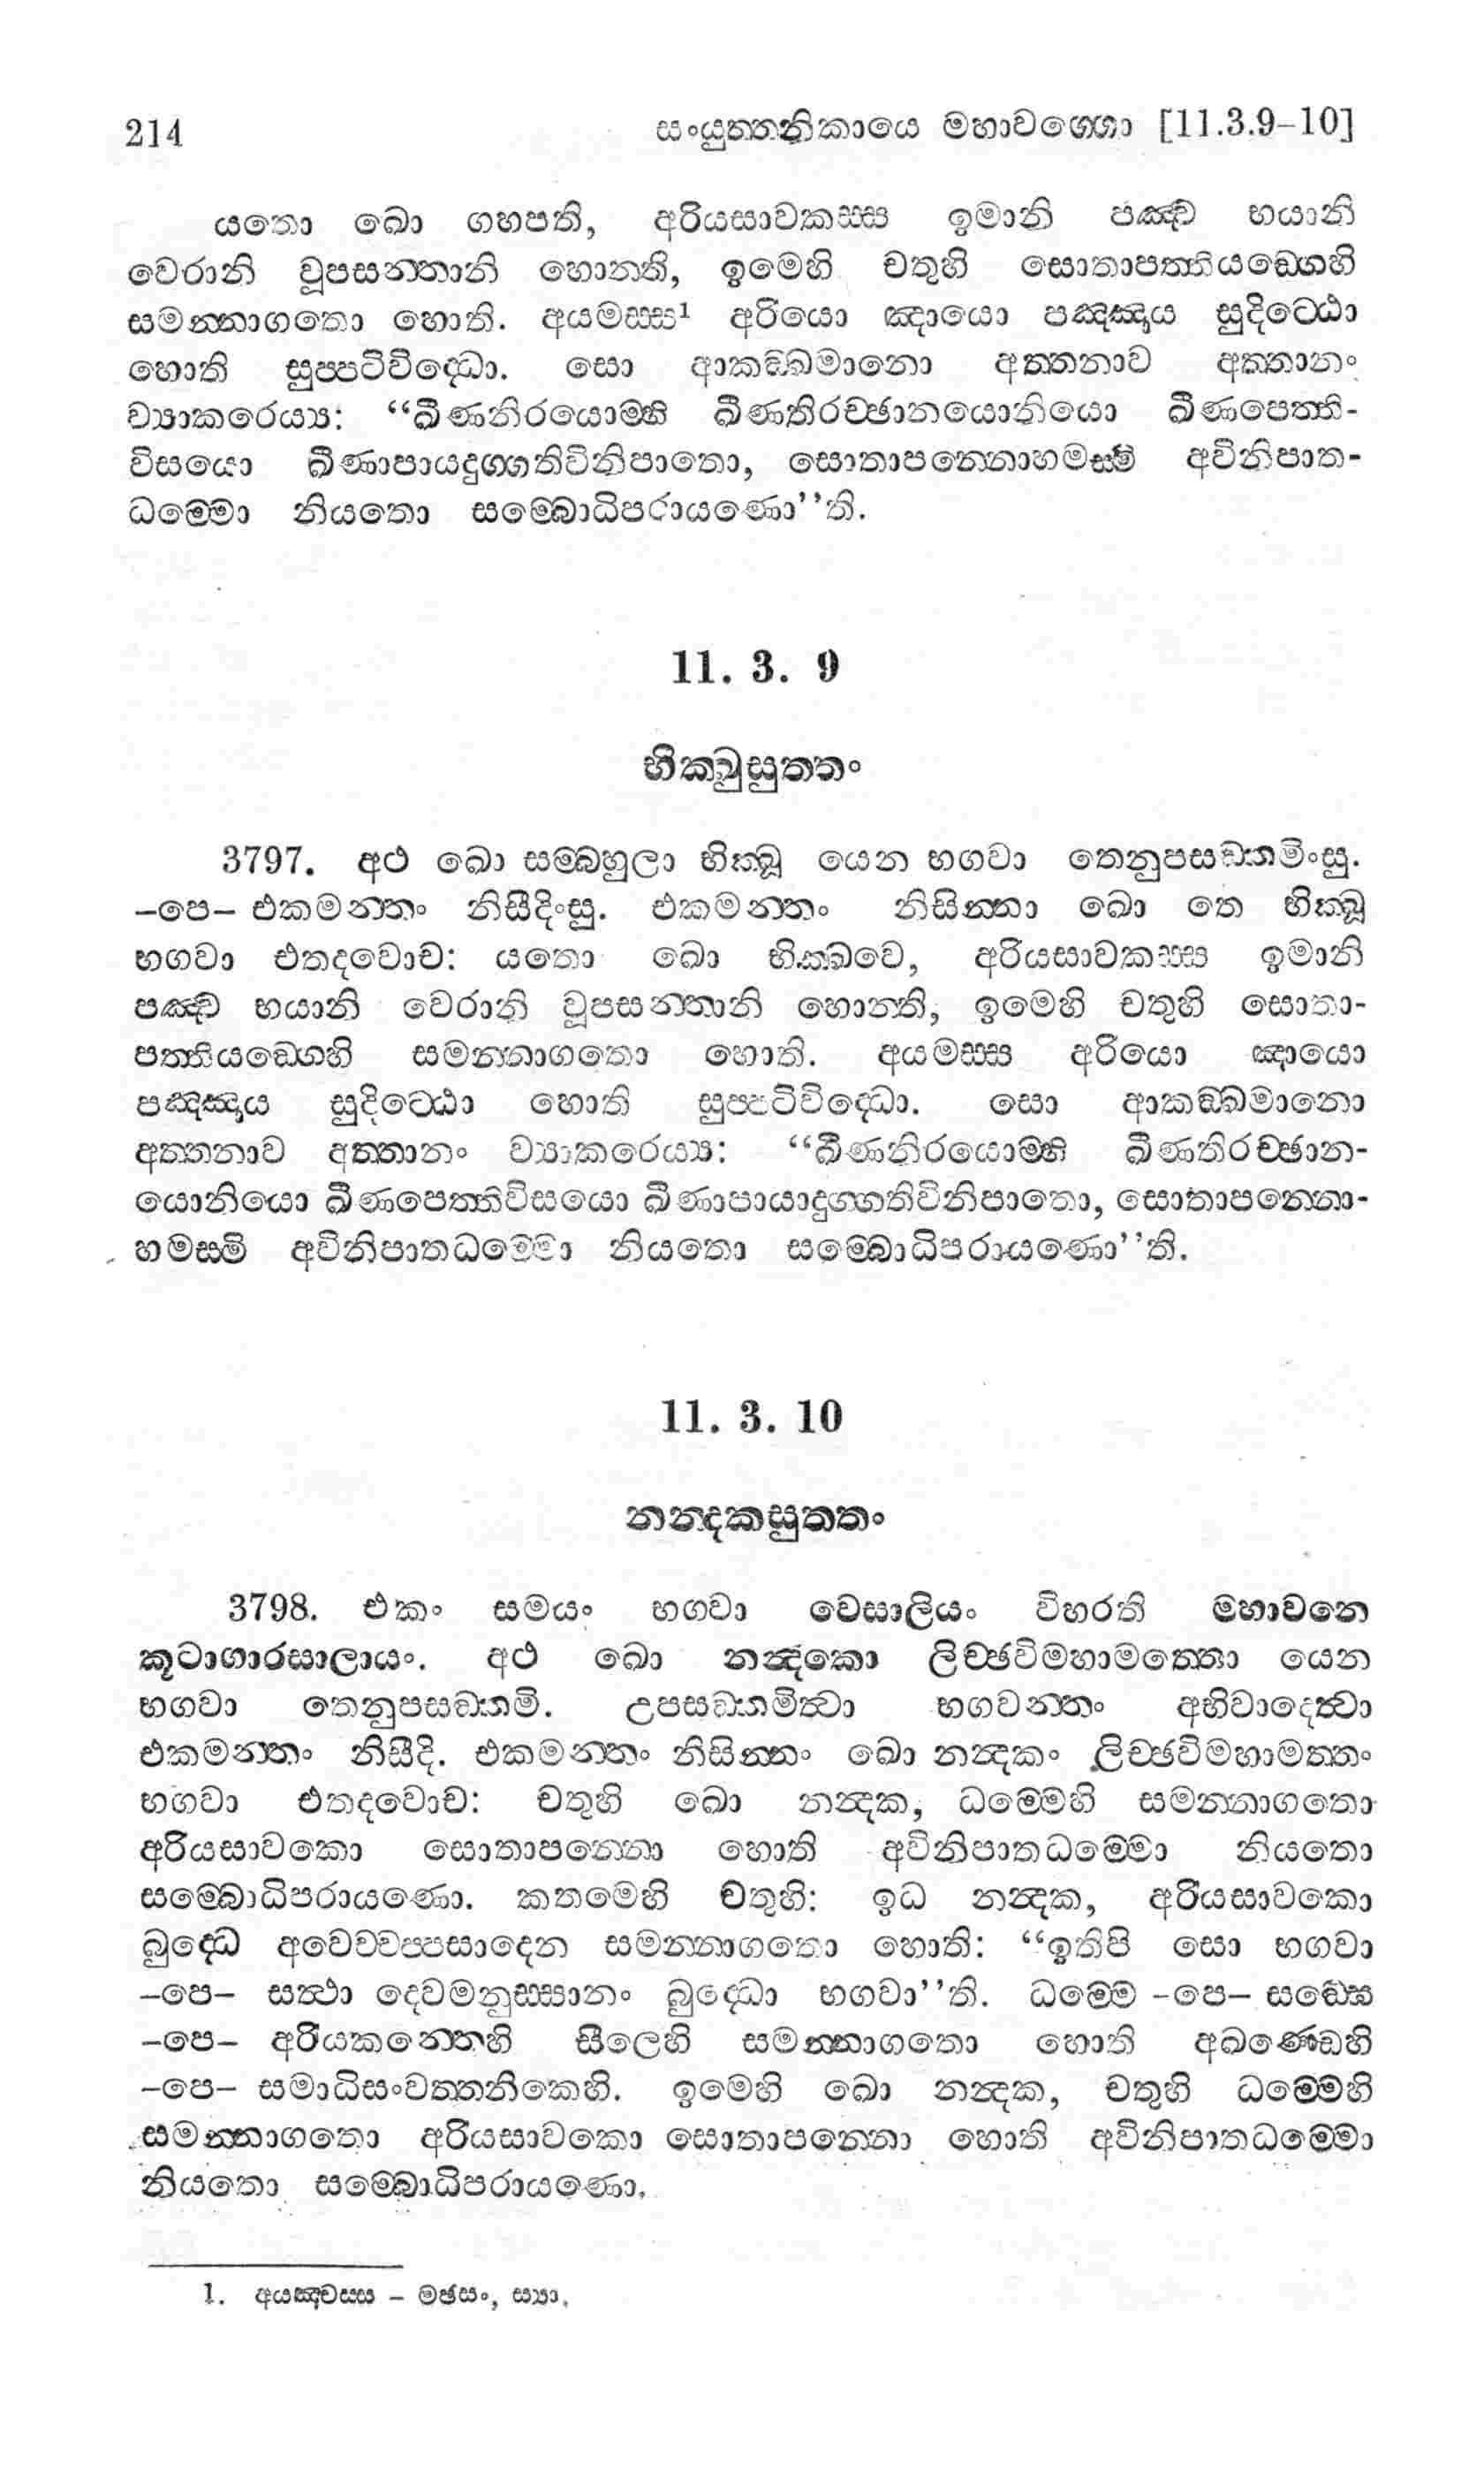 214 සංයුත්තනිකායෙ මහාවග්ගො [11.3.9–10]
යතො ඛො ගහපති, අරියසාවකස්ස ඉමානි පඤ්ච භයානි
වෙරානි වූපසන්තානි හොන්ති, ඉමෙහි චතුහි සොතාපත්තියඞ්ගෙහි
සමන්නාගතො හොති. අයමස්ස¹ අරියො ඤායො පඤ්ඤාය සුදිට්ඨො
හොති සුප්පටිවිද්ධො. සො ආකඞ්ඛමානො අත්තනාව අත්තානං
ව්‍යාකරෙය්‍ය: “ඛීණනිරයොම්හි ඛීණතිරච්ඡානයොනියො ඛීණපෙත්ති-
විසයො ඛීණාපායදුග්ගතිවිනිපාතො, සොතාපන්නොහමස්මි අවිනිපාත-
ධම්මො නියතො සම්බොධිපරායණො’’ති.
11. 3. 9
භික්ඛුසුත්තං
3797. අථ ඛො සම්බහුලා භික්ඛූ යෙන භගවා තෙනුපසඞ්කමිංසු.
–පෙ– එකමන්තං නිසීදිංසු. එකමන්තං නිසින්නා ඛො තෙ භික්ඛූ
භගවා එතදවොච: යතො ඛො භික්ඛවෙ, අරියසාවකස්ස ඉමානි
පඤ්ච භයානි වෙරානි වූපසන්තානි හොන්ති, ඉමෙහි චතුහි සොතා-
පත්තියඞ්ගෙහි සමන්නාගතො හොති. අයමස්ස අරියො ඤායො
පඤ්ඤාය සුදිට්ඨො හොති සුප්පටිවිද්ධො. සො ආකඞ්ඛමානො
අත්තනාව අත්තානං ව්‍යාකරෙය්‍ය: “ඛීණනිරයොම්හි ඛීණතිරච්ඡාන-
යොනියො ඛීණපෙත්තිවිසයො ඛීණාපායාදුග්ගතිවිනිපාතො, සොතාපන්නො-
හමස්මි අවිනිපාතධම්මො නියතො සම්බොධිපරායණො’’ති.
11. 3. 10
නන්දකසුත්තං
3798. එකං සමයං භගවා වෙසාලියං විහරති මහාවනෙ
කූටාගාරසාලායං. අථ ඛො නන්දකො ලිච්ඡවිමහාමත්තො යෙන
භගවා තෙනුපසඞ්කමි. උපසඞ්කමිත්වා භගවන්තං අභිවාදෙත්වා
එකමන්තං නිසීදි. එකමන්තං නිසින්නං ඛො නන්දකං ලිච්ඡවිමහාමත්තං
භගවා එතදවොච: චතුහි ඛො නන්දක, ධම්මෙහි සමන්නාගතො
අරියසාවකො සොතාපන්නො හොති අවිනිපාතධම්මො නියතො
සම්බොධිපරායණො. කතමෙහි චතුහි: ඉධ නන්දක, අරියසාවකො
බුද්ධෙ අවෙච්චප්පසාදෙන සමන්නාගතො හොති: “ඉතිපි සො භගවා
–පෙ– සත්ථා දෙවමනුස්සානං බුද්ධො භගවා’’ති. ධම්මෙ –පෙ– සඞ්ඝෙ
–පෙ– අරියකන්තෙහි සීලෙහි සමන්නාගතො හොති අඛණ්ඩෙහි
–පෙ– සමාධිසංවත්තනිකෙහි. ඉමෙහි ඛො නන්දක, චතුහි ධම්මෙහි
සමන්නාගතො අරියසාවකො සොතාපන්නො හොති අවිනිපාතධම්මො
නියතො සම්බොධිපරායණො.
1. අයඤ්චස්ස – මඡසං, ස්‍යා.